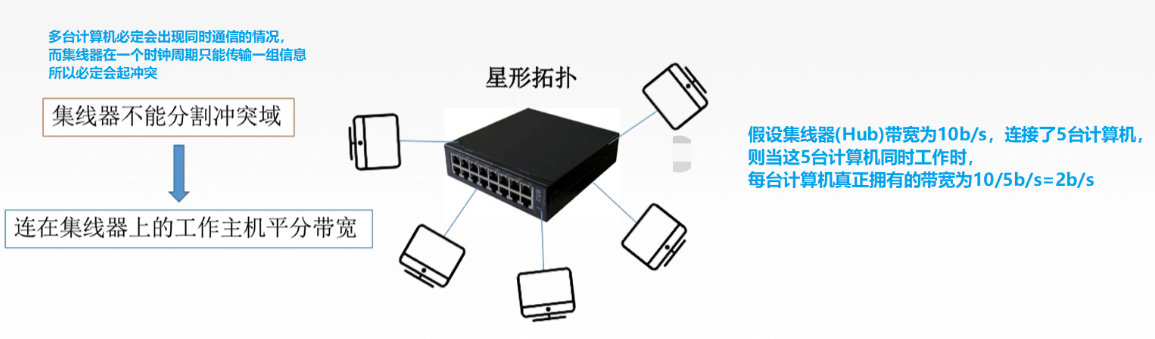 多台计算机必定会出现同时通信的情况，
而集线器在一个时钟周期只能传输一组信息
所以必定会起冲突
集线器不能分割冲突域
连在集线器上的工作主机平分带宽
星形拓扑
假设集线器(Hub)带宽为10b/s，连接了5台计算机，
则当这5台计算机同时工作时，
每台计算机真正拥有的带宽为10/5b/s=2b/s